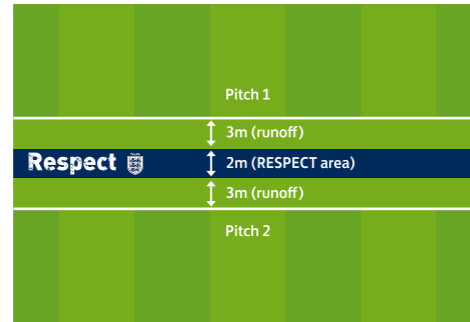 Pitch 1
3m (runoff)
Respect
2m (RESPECT area)
3m (runoff)
Pitch 2